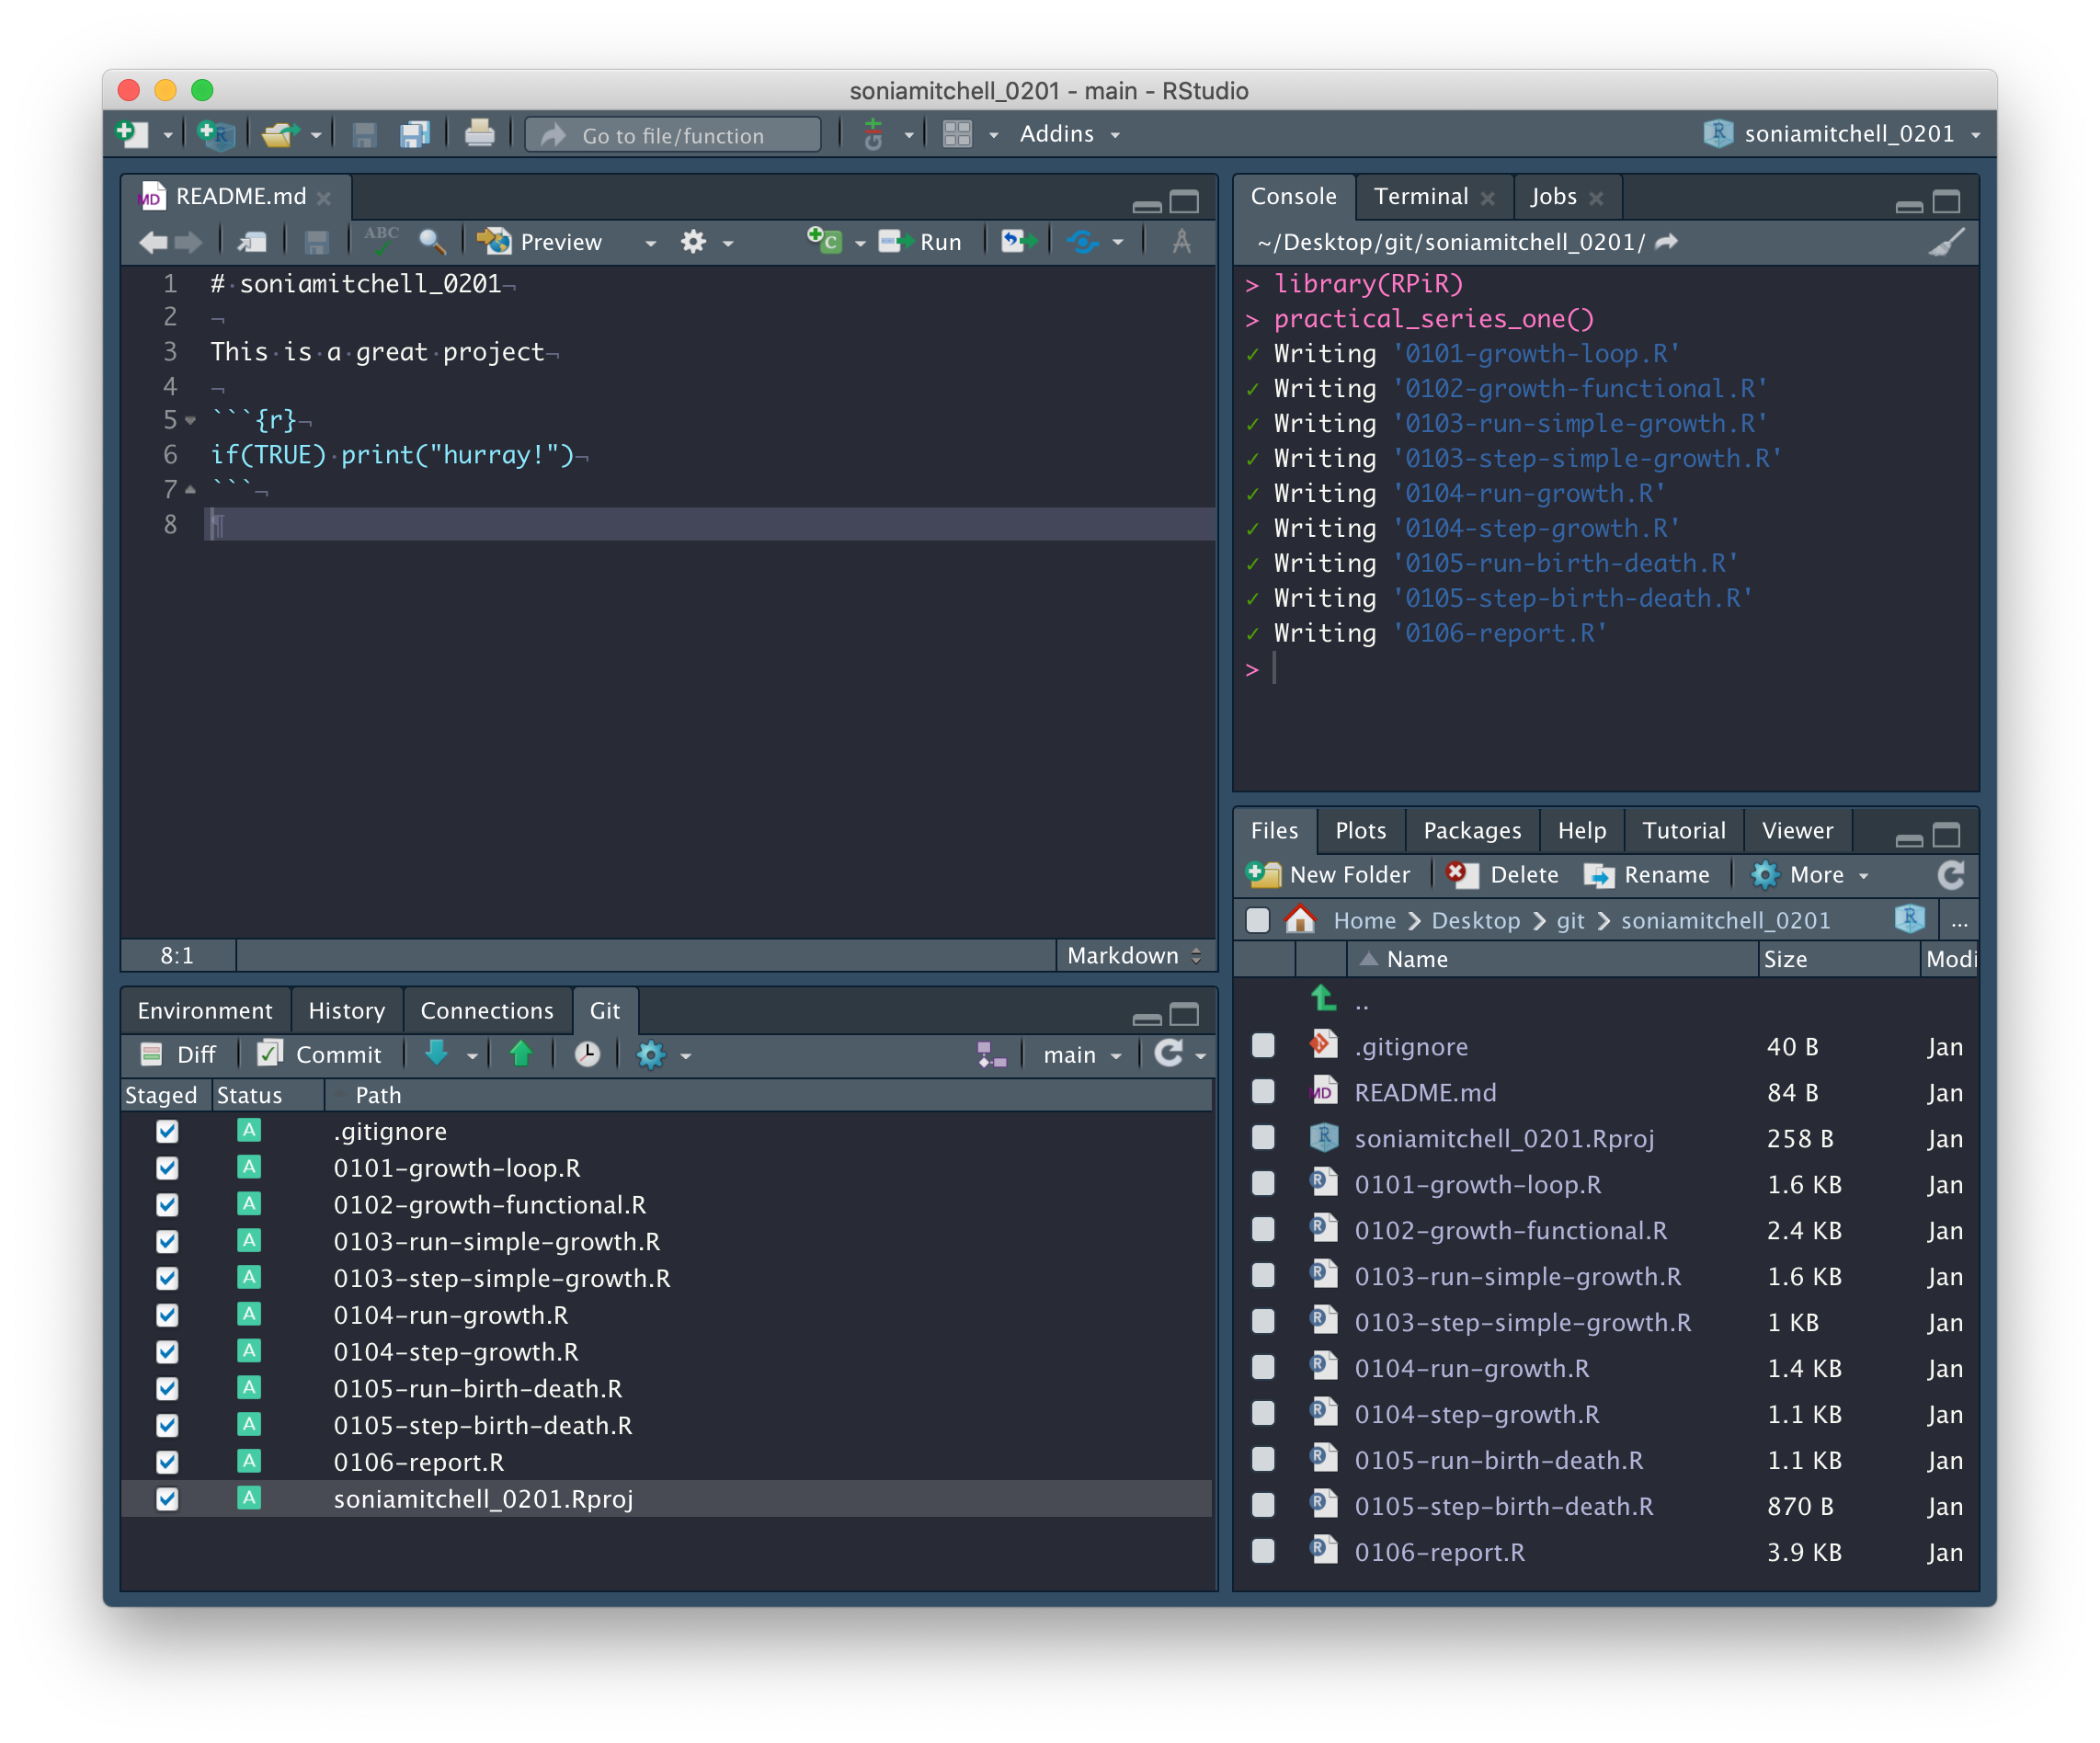 soniamitchell_0201 - main - RStudio
Go to file/function
Addins
soniamitchell_0201
README.md
ABC
Preview
Run
1 # soniamitchell_0201
2
3 This is a great project
4
5 ```{r}
6 if(TRUE) print("hurray!")
7 ```
8
8:1
Markdown
Console Terminal Jobs
~/Desktop/git/soniamitchell_0201/
> library(RPiR)
> practical_series_one()
✓ Writing '0101-growth-loop.R'
✓ Writing '0102-growth-functional.R'
✓ Writing '0103-run-simple-growth.R'
✓ Writing '0103-step-simple-growth.R'
✓ Writing '0104-run-growth.R'
✓ Writing '0104-step-growth.R'
✓ Writing '0105-run-birth-death.R'
✓ Writing '0105-step-birth-death.R'
✓ Writing '0106-report.R'
>
Environment History Connections Git
Diff Commit main
Staged Status Path
A .gitignore
A 0101-growth-loop.R
A 0102-growth-functional.R
A 0103-run-simple-growth.R
A 0103-step-simple-growth.R
A 0104-run-growth.R
A 0104-step-growth.R
A 0105-run-birth-death.R
A 0105-step-birth-death.R
A 0106-report.R
A soniamitchell_0201.Rproj
Files Plots Packages Help Tutorial Viewer
New Folder Delete Rename More
Home Desktop git soniamitchell_0201 ...
Name Size Modi
..
.gitignore 40 B Jan
README.md 84 B Jan
soniamitchell_0201.Rproj 258 B Jan
0101-growth-loop.R 1.6 KB Jan
0102-growth-functional.R 2.4 KB Jan
0103-run-simple-growth.R 1.6 KB Jan
0103-step-simple-growth.R 1 KB Jan
0104-run-growth.R 1.4 KB Jan
0104-step-growth.R 1.1 KB Jan
0105-run-birth-death.R 1.1 KB Jan
0105-step-birth-death.R 870 B Jan
0106-report.R 3.9 KB Jan